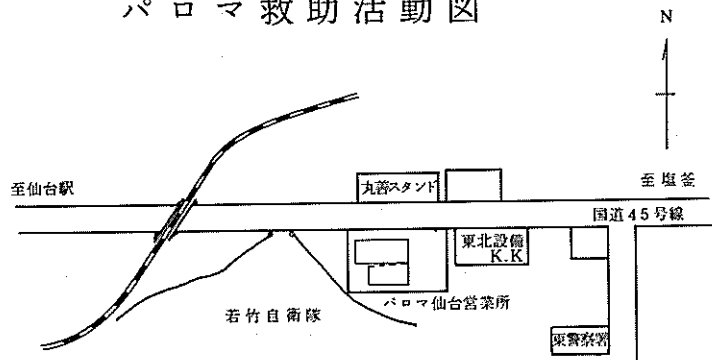 パロマ救助活動図
N
至仙台駅
丸善スタンド
至塩釜
国道45号線
東北設備
K.K
パロマ仙台営業所
若竹自衛隊
東警察署